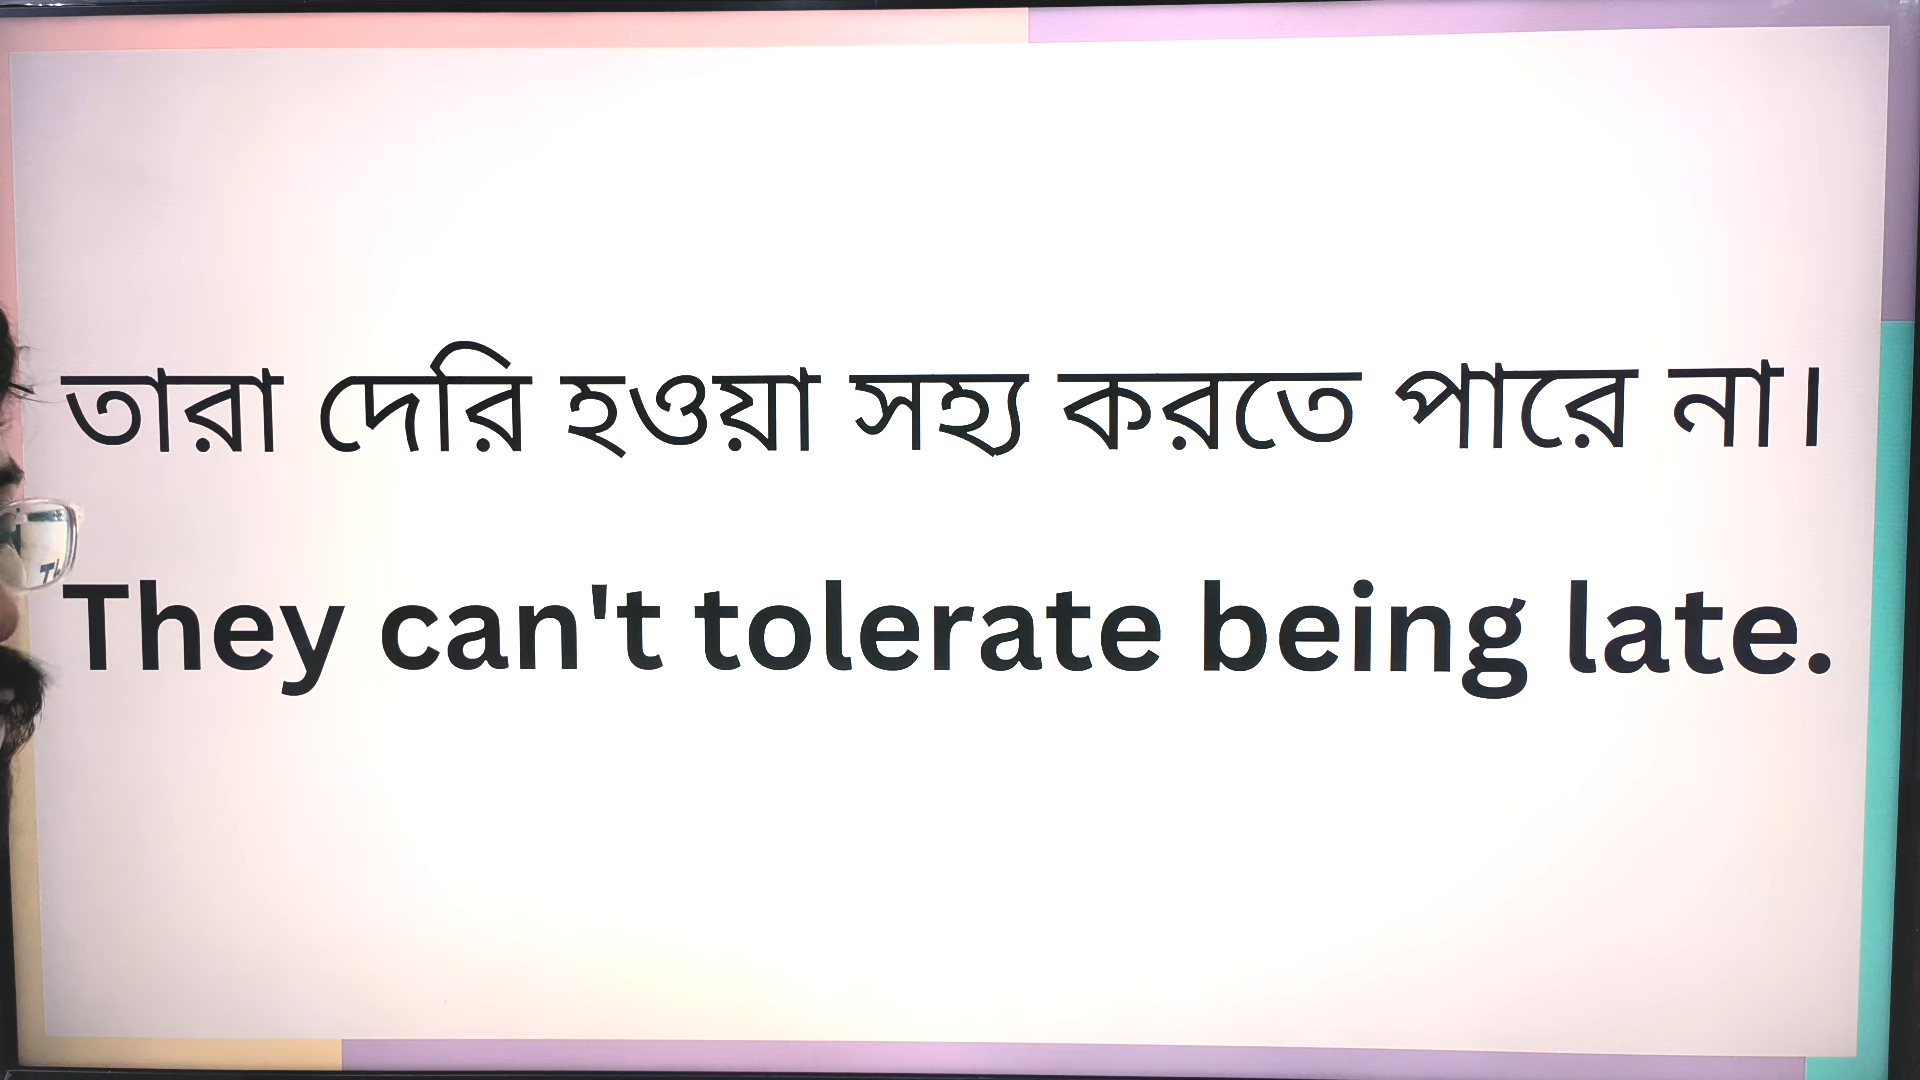 তারা দেরি হওয়া সহ্য করতে পারে না।
They can't tolerate being late.